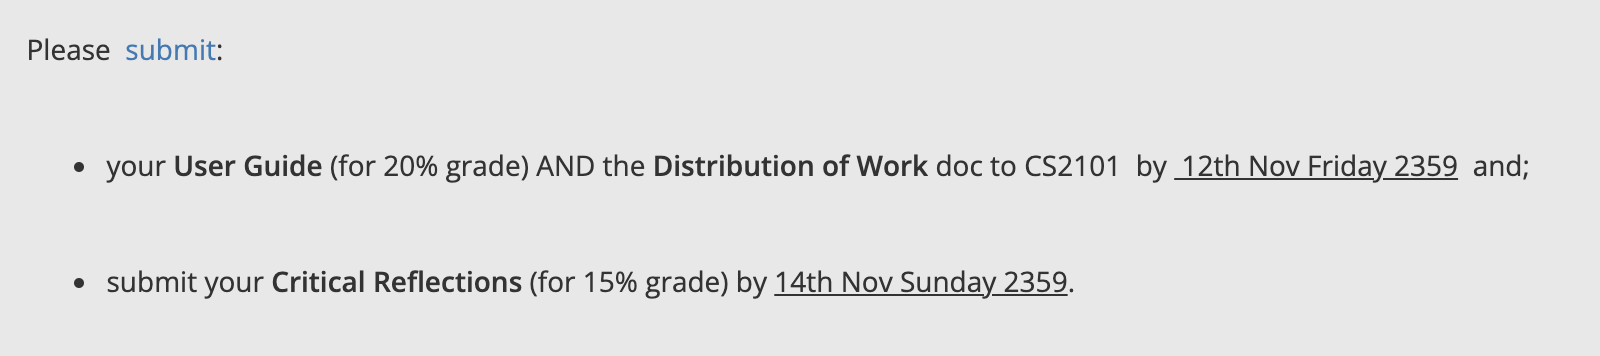 Please submit:
• your User Guide (for 20% grade) AND the Distribution of Work doc to CS2101 by 12th Nov Friday 2359 and;
• submit your Critical Reflections (for 15% grade) by 14th Nov Sunday 2359.